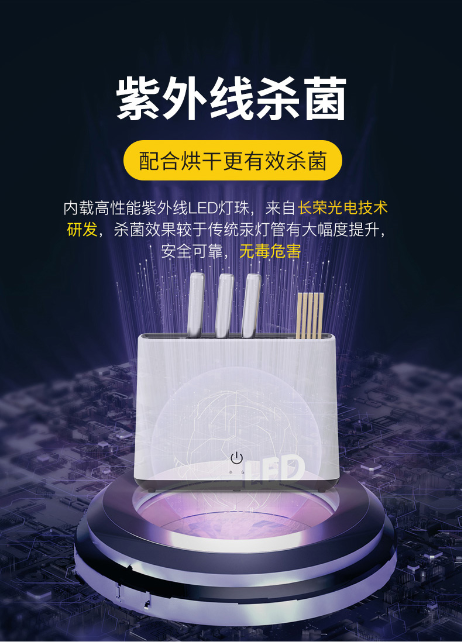 紫外线杀菌
配合烘干更有效杀菌
内载高性能紫外线LED灯珠，来自长荣光电技术
研发，杀菌效果较于传统汞灯管有大幅度提升，
安全可靠，无毒危害
LED